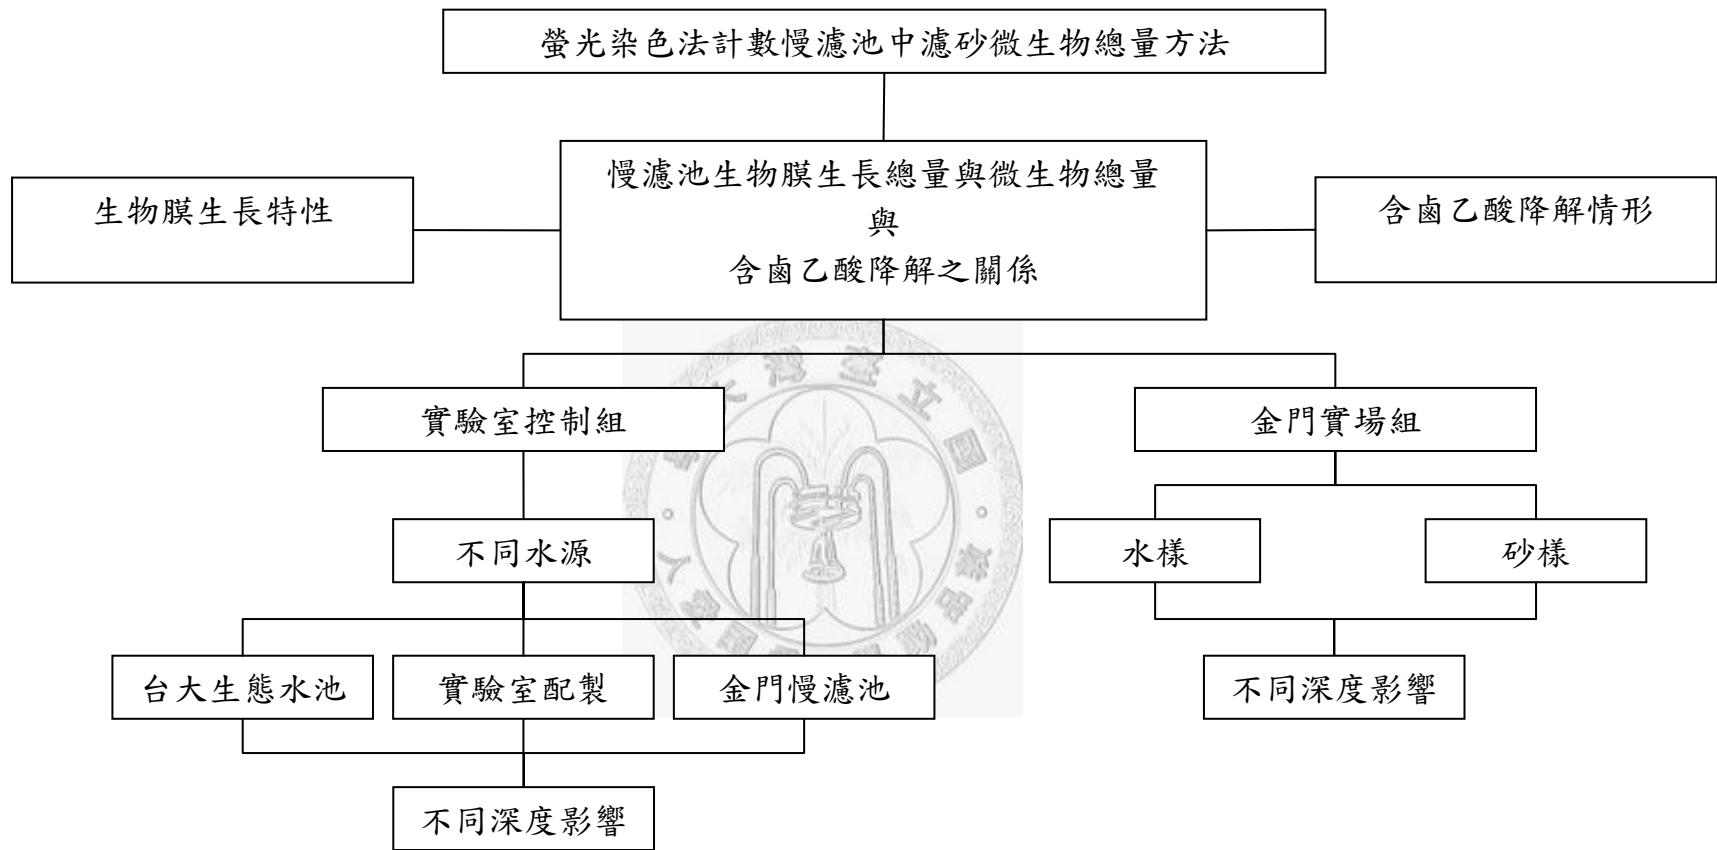 螢光染色法計數慢濾池中濾砂微生物總量方法
生物膜生長特性
慢濾池生物膜生長總量與微生物總量
與
含鹵乙酸降解之關係
含鹵乙酸降解情形
實驗室控制組
金門實場組
不同水源
水樣
砂樣
台大生態水池
實驗室配製
金門慢濾池
不同深度影響
不同深度影響